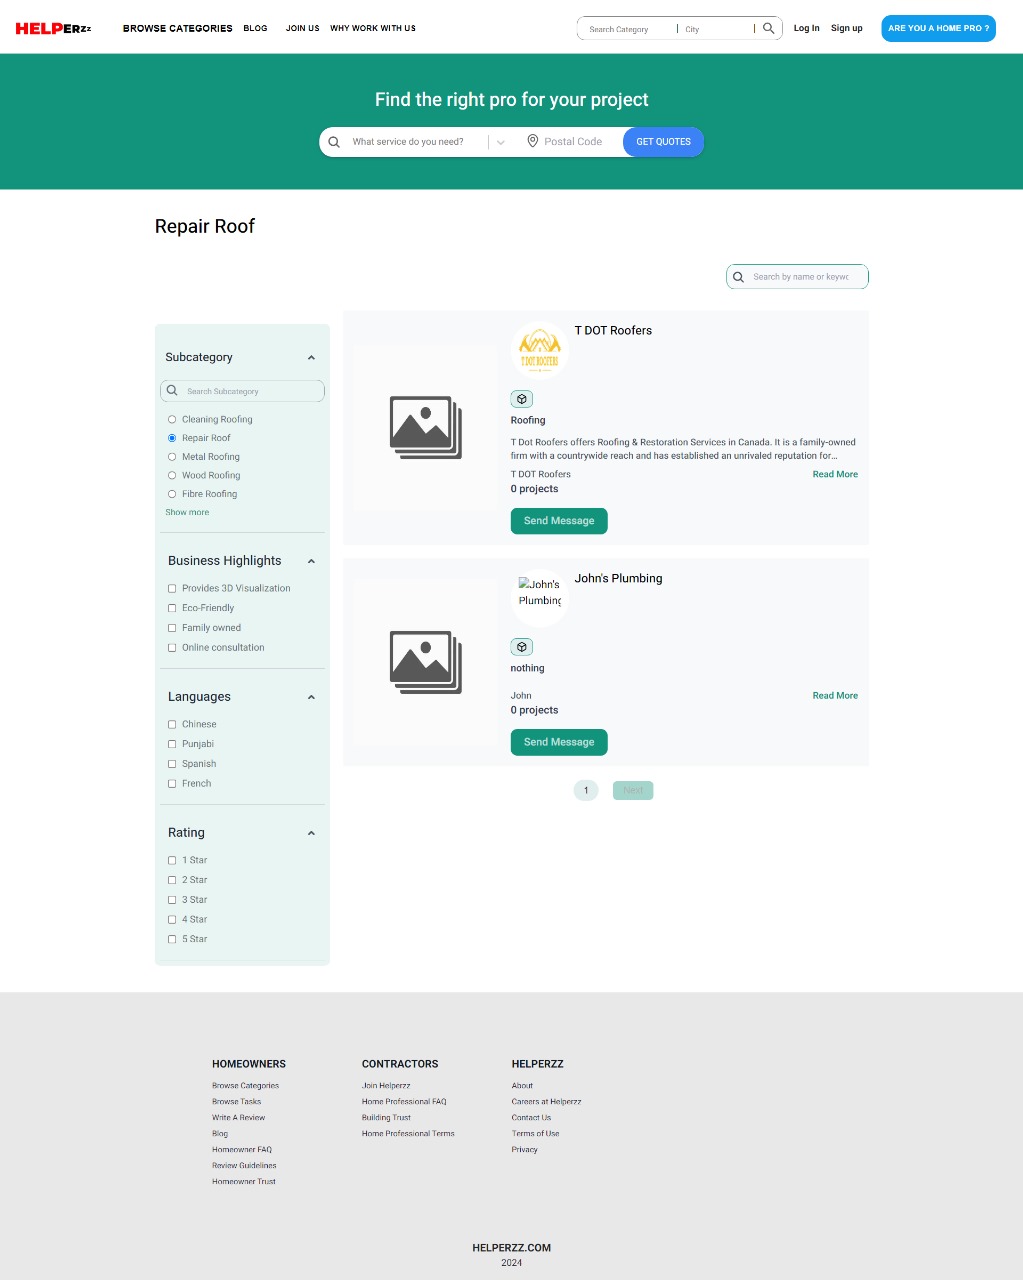 HELPERzz
BROWSE CATEGORIES
BLOG
JOIN US
WHY WORK WITH US
Search Category
City
Log In
Sign up
ARE YOU A HOME PRO ?
Find the right pro for your project
What service do you need?
Postal Code
GET QUOTES
Repair Roof
Search by name or keywc
Subcategory
Search Subcategory
Cleaning Roofing
Repair Roof
Metal Roofing
Wood Roofing
Fibre Roofing
Show more
Business Highlights
Provides 3D Visualization
Eco-Friendly
Family owned
Online consultation
Languages
Chinese
Punjabi
Spanish
French
Rating
1 Star
2 Star
3 Star
4 Star
5 Star
T DOT ROOFERS
T DOT Roofers
Roofing
T Dot Roofers offers Roofing & Restoration Services in Canada. It is a family-owned
firm with a countrywide reach and has established an unrivaled reputation for...
T DOT Roofers
Read More
0 projects
Send Message
John's
Plumbing
John's Plumbing
nothing
John
Read More
0 projects
Send Message
1
Next
HOMEOWNERS
Browse Categories
Browse Tasks
Write A Review
Blog
Homeowner FAQ
Review Guidelines
Homeowner Trust
CONTRACTORS
Join Helperzz
Home Professional FAQ
Building Trust
Home Professional Terms
HELPERZZ
About
Careers at Helperzz
Contact Us
Terms of Use
Privacy
HELPERZZ.COM
2024